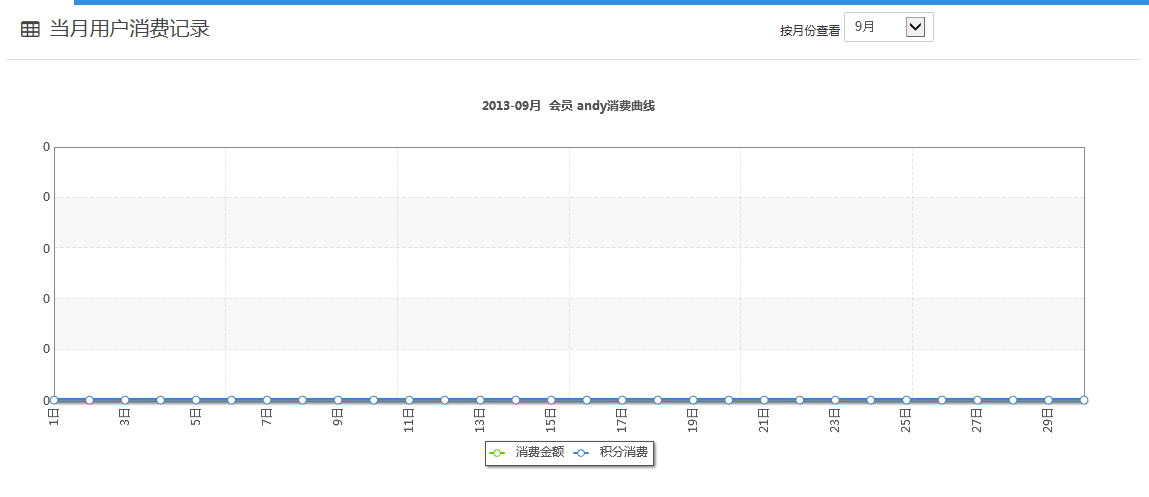 当月用户消费记录
按月份查看 9月
2013-09月 会员 andy消费曲线
0
0
0
0
0
0
1日 3日 5日 7日 9日 11日 13日 15日 17日 19日 21日 23日 25日 27日 29日
消费金额 积分消费